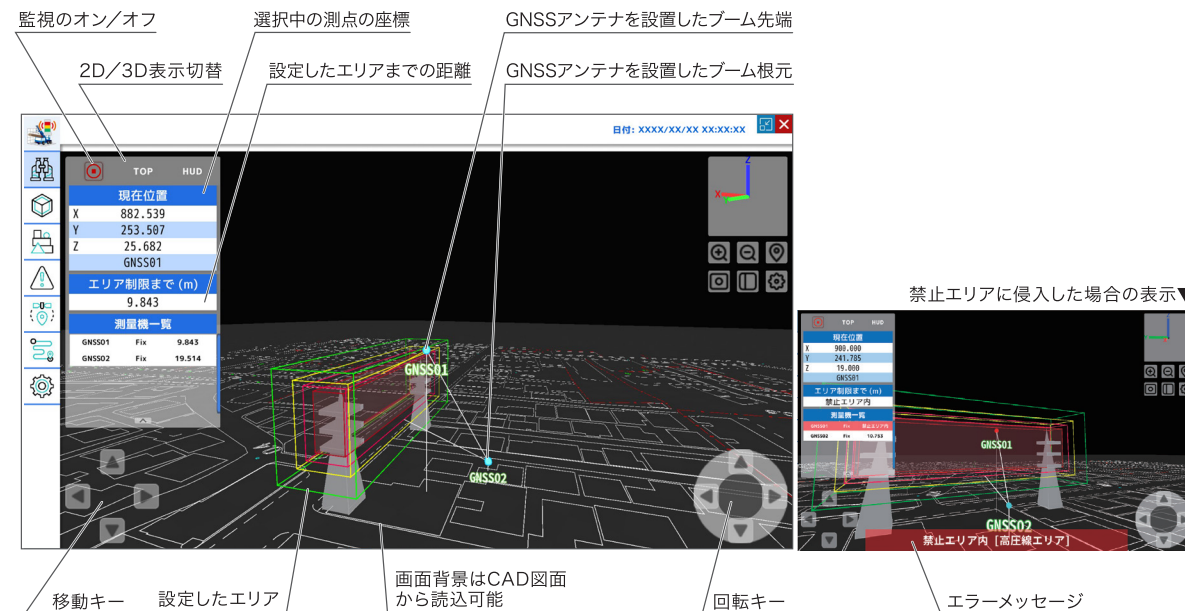 監視のオン／オフ
選択中の測点の座標
GNSSアンテナを設置したブーム先端
2D／3D表示切替
設定したエリアまでの距離
GNSSアンテナを設置したブーム根元
日付: XXXX/XX/XX XX:XX:XX
TOP HUD
現在位置
X 882.539
Y 253.507
Z 25.682
GNSS01
エリア制限まで (m)
9.843
測量機一覧
GNSS01 Fix 9.843
GNSS02 Fix 19.514
Z
X
GNSS01
GNSS02
禁止エリアに侵入した場合の表示▼
TOP HUD
現在位置
X 900.000
Y 241.785
Z 19.000
GNSS01
エリア制限まで (m)
禁止エリア内
測量機一覧
GNSS01 Fix 禁止エリア内
GNSS02 Fix 10.753
GNSS01
GNSS02
禁止エリア内 [高圧線エリア]
移動キー
設定したエリア
画面背景はCAD図面
から読込可能
回転キー
エラーメッセージ